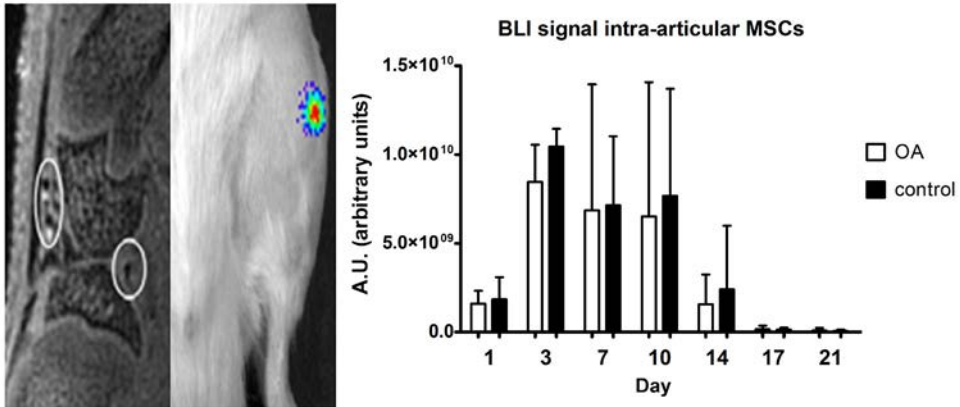 BLI signal intra-articular MSCs
A.U. (arbitrary units)
1.5×10¹⁰
1.0×10¹⁰
5.0×10⁰⁹
0.0
1 3 7 10 14 17 21
Day
OA
control